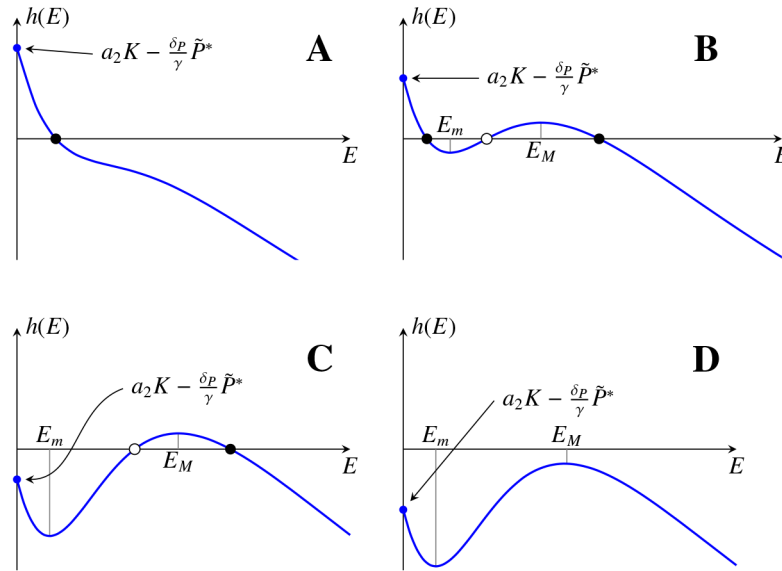 h(E)
A
a₂K − δ_P/γ P̃*
E
h(E)
B
a₂K − δ_P/γ P̃*
E_m
E_M
E
h(E)
C
a₂K − δ_P/γ P̃*
E_m
E_M
E
h(E)
D
a₂K − δ_P/γ P̃*
E_m
E_M
E